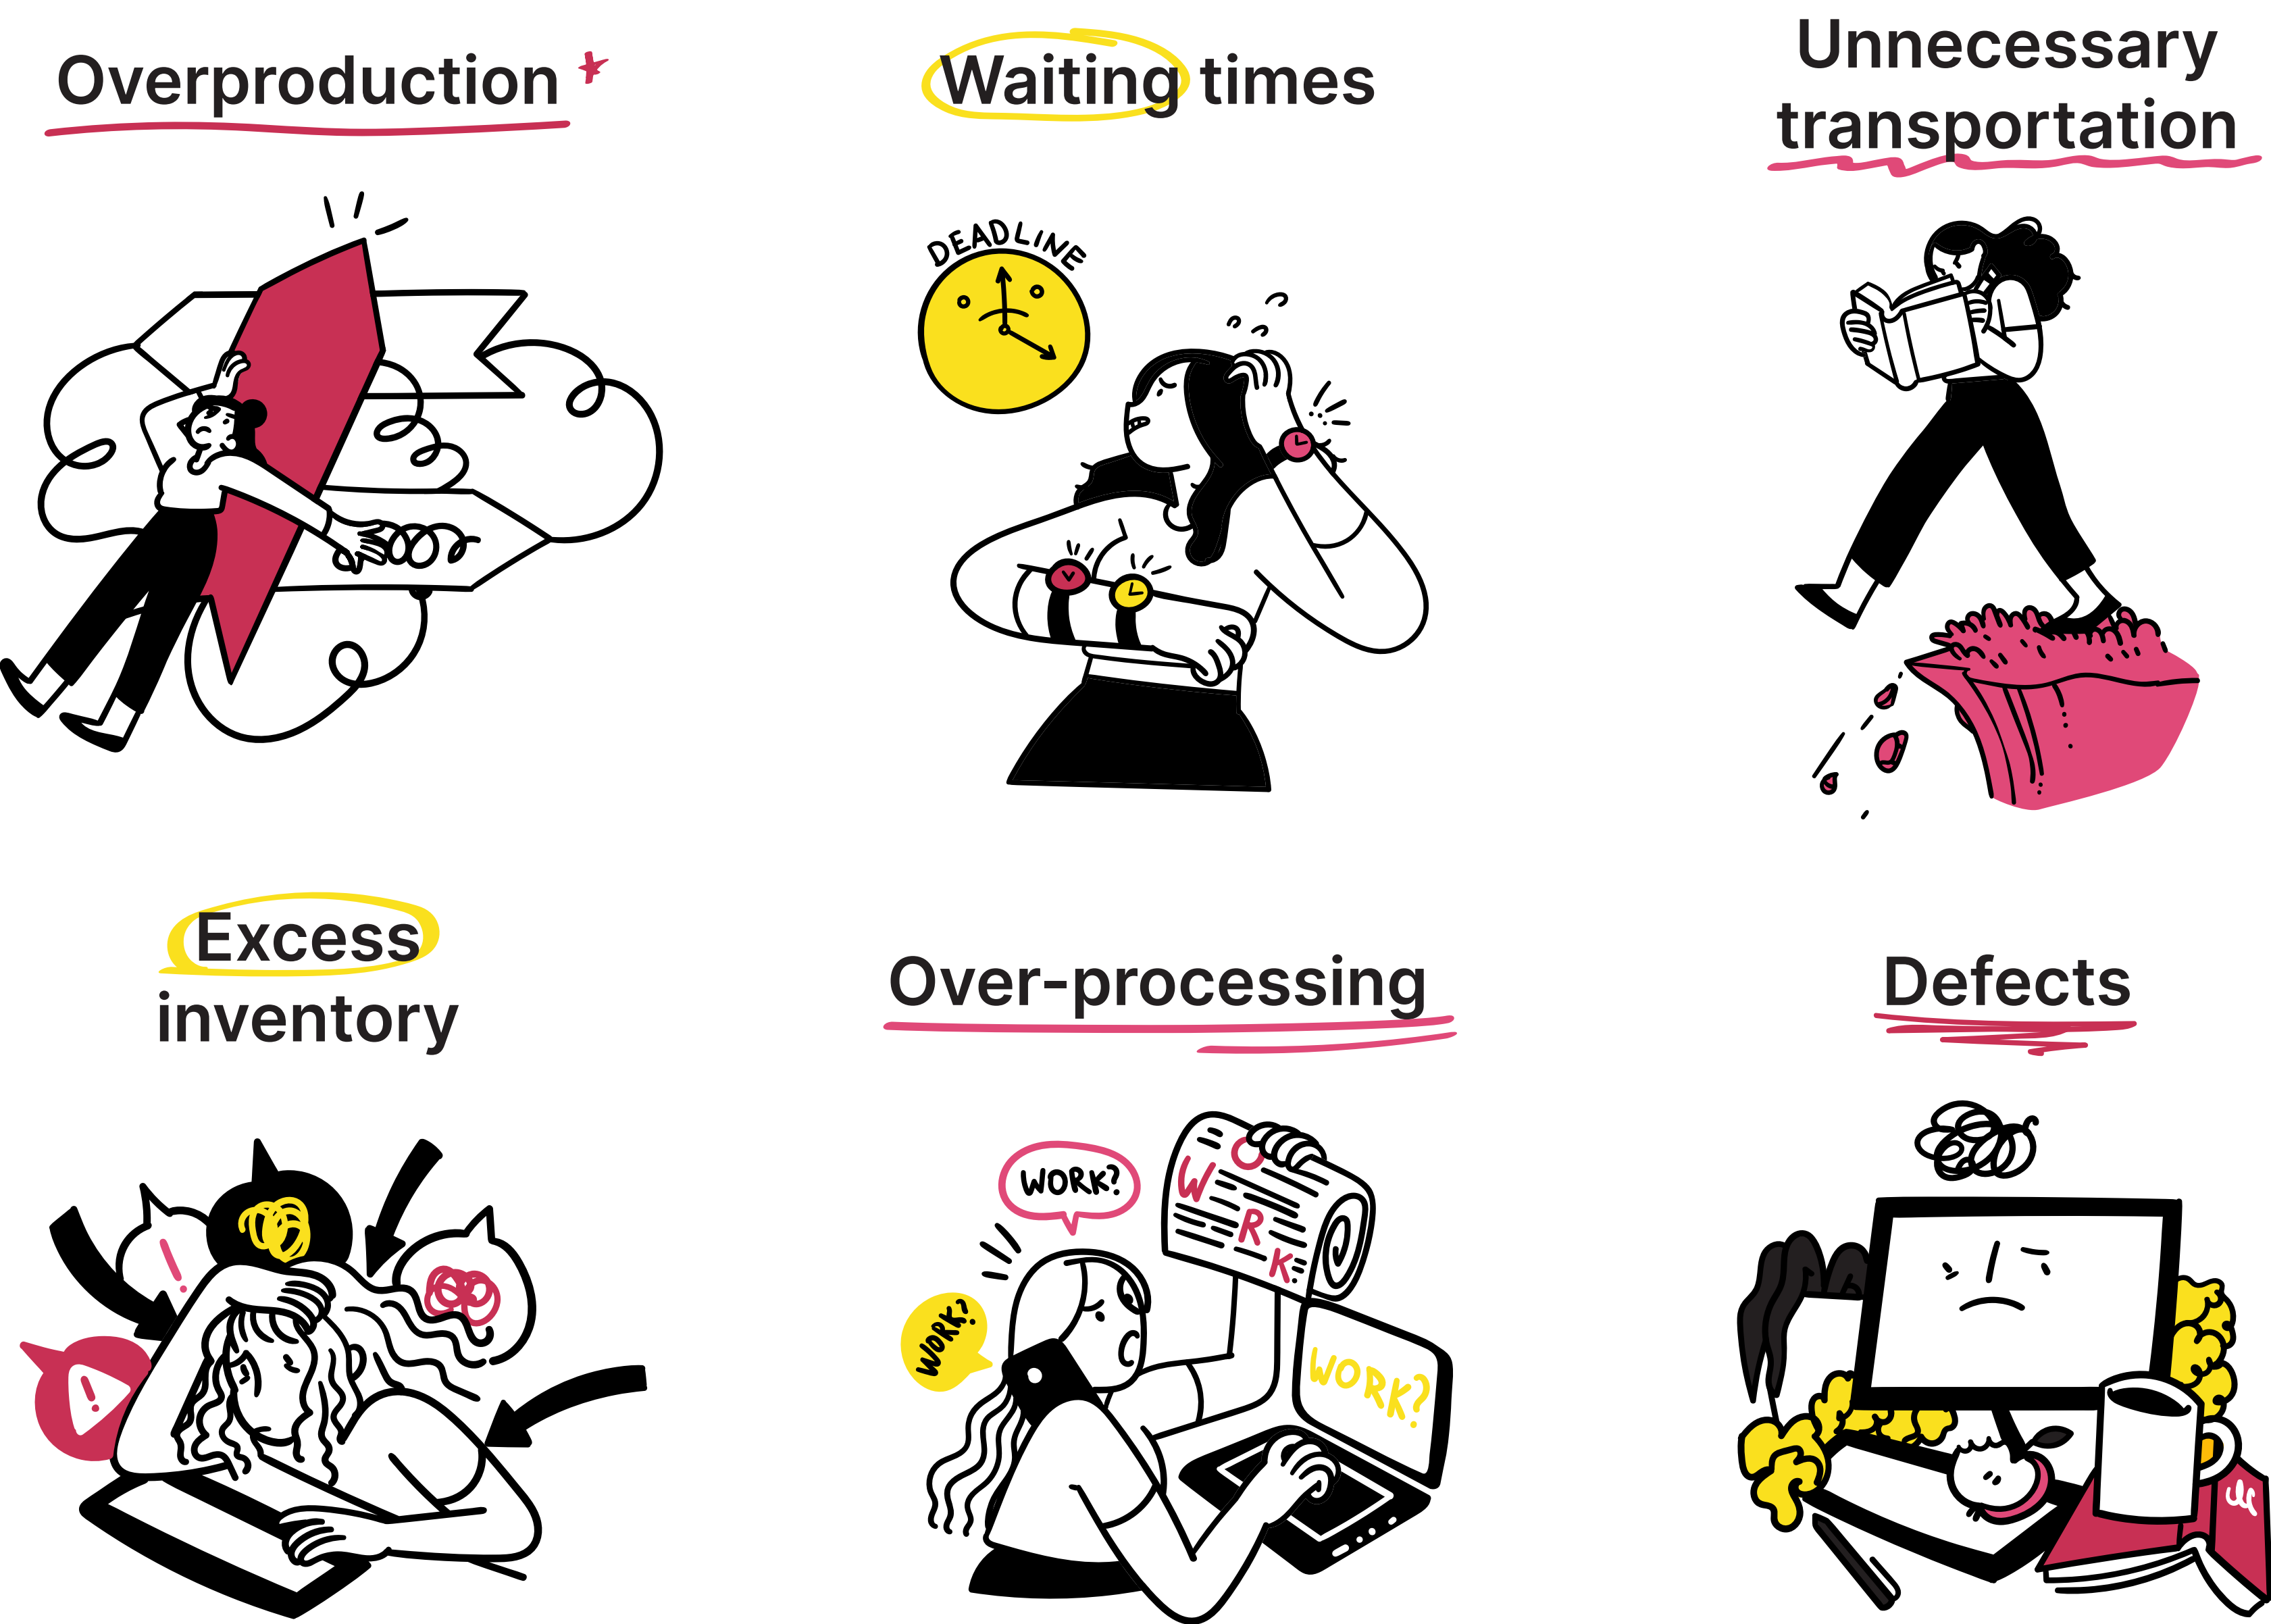 Overproduction
Waiting times
Unnecessary
transportation
DEADLINE
Excess
inventory
Over-processing
Defects
WORK?
WORK?
W O
R
K
WORK?